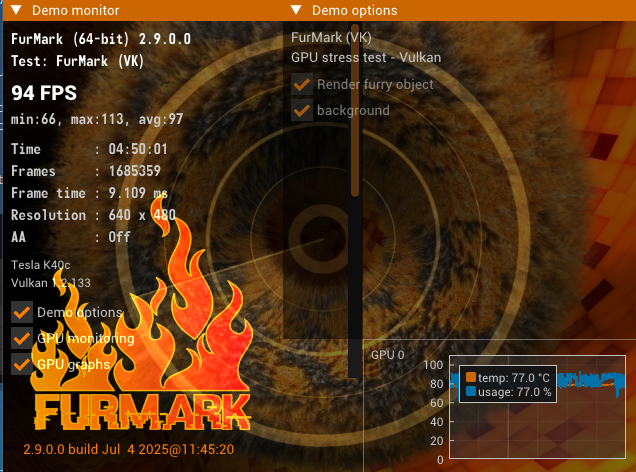 Demo monitor
FurMark (64-bit) 2.9.0.0
Test: FurMark (VK)
94 FPS
min:66, max:113, avg:97
Time : 04:50:01
Frames : 1685359
Frame time : 9.109 ms
Resolution : 640 x 480
AA : Off
Tesla K40c
Vulkan 1.2.133
Demo options
GPU monitoring
GPU graphs
FURMARK
2.9.0.0 build Jul 4 2025@11:45:20
Demo options
FurMark (VK)
GPU stress test - Vulkan
Render furry object
background
GPU 0
100
80
60
40
20
0
temp: 77.0 °C
usage: 77.0 %